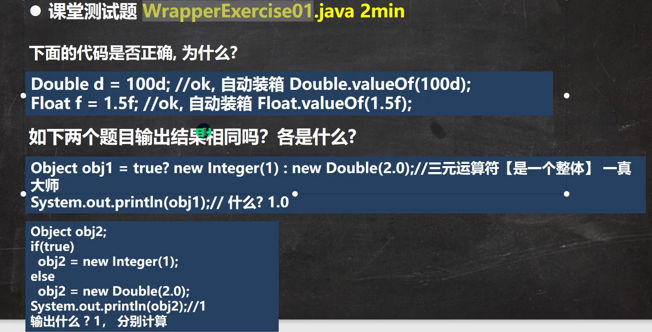 ● 课堂测试题 WrapperExercise01.java 2min
下面的代码是否正确, 为什么?
Double d = 100d; //ok, 自动装箱 Double.valueOf(100d);
Float f = 1.5f; //ok, 自动装箱 Float.valueOf(1.5f);
如下两个题目输出结果相同吗？各是什么?
Object obj1 = true? new Integer(1) : new Double(2.0);//三元运算符【是一个整体】 一真
大师
System.out.println(obj1);// 什么? 1.0
Object obj2;
if(true)
obj2 = new Integer(1);
else
obj2 = new Double(2.0);
System.out.println(obj2);//1
输出什么 ? 1， 分别计算